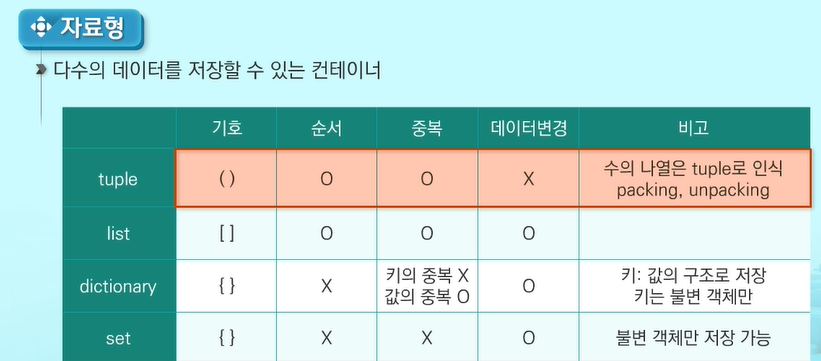 자료형
다수의 데이터를 저장할 수 있는 컨테이너
기호 순서 중복 데이터변경 비고
tuple ( ) O O X 수의 나열은 tuple로 인식
packing, unpacking
list [ ] O O O
dictionary { } X 키의 중복 X
값의 중복 O O 키: 값의 구조로 저장
키는 불변 객체만
set { } X X O 불변 객체만 저장 가능